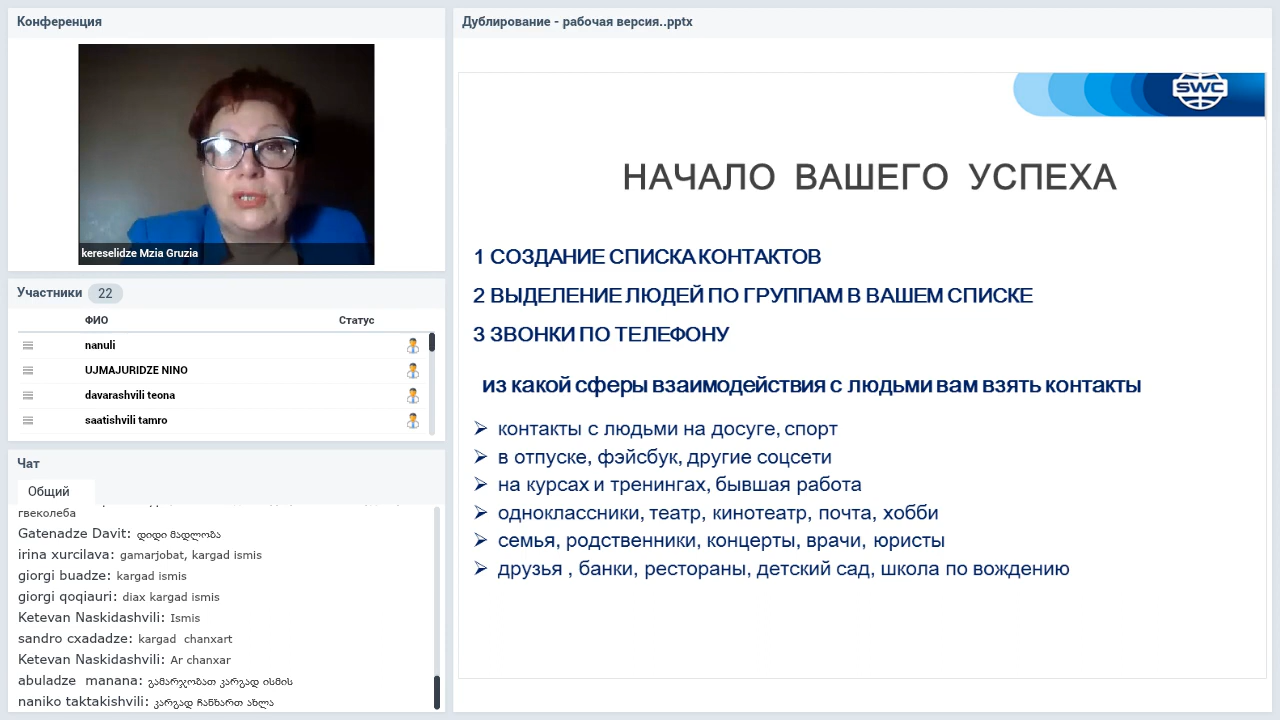 Конференция
kereselidze Mzia Gruzia
Участники 22
ФИО Статус
nanuli
UJMAJURIDZE NINO
davarashvili teona
saatishvili tamro
Чат
Общий
гвеколеба
Gatenadze Davit: დიდი მადლობა
irina xurcilava: gamarjobat, kargad ismis
giorgi buadze: kargad ismis
giorgi qoqiauri: diax kargad ismis
Ketevan Naskidashvili: Ismis
sandro cxadadze: kargad chanxart
Ketevan Naskidashvili: Ar chanxar
abuladze manana: გამარჯობათ კარგად ისმის
naniko taktakishvili: კარგად ჩანხართ ახლა
Дублирование - рабочая версия..pptx
SWC
НАЧАЛО ВАШЕГО УСПЕХА
1 СОЗДАНИЕ СПИСКА КОНТАКТОВ
2 ВЫДЕЛЕНИЕ ЛЮДЕЙ ПО ГРУППАМ В ВАШЕМ СПИСКЕ
3 ЗВОНКИ ПО ТЕЛЕФОНУ
из какой сферы взаимодействия с людьми вам взять контакты
контакты с людьми на досуге, спорт
в отпуске, фэйсбук, другие соцсети
на курсах и тренингах, бывшая работа
одноклассники, театр, кинотеатр, почта, хобби
семья, родственники, концерты, врачи, юристы
друзья , банки, рестораны, детский сад, школа по вождению